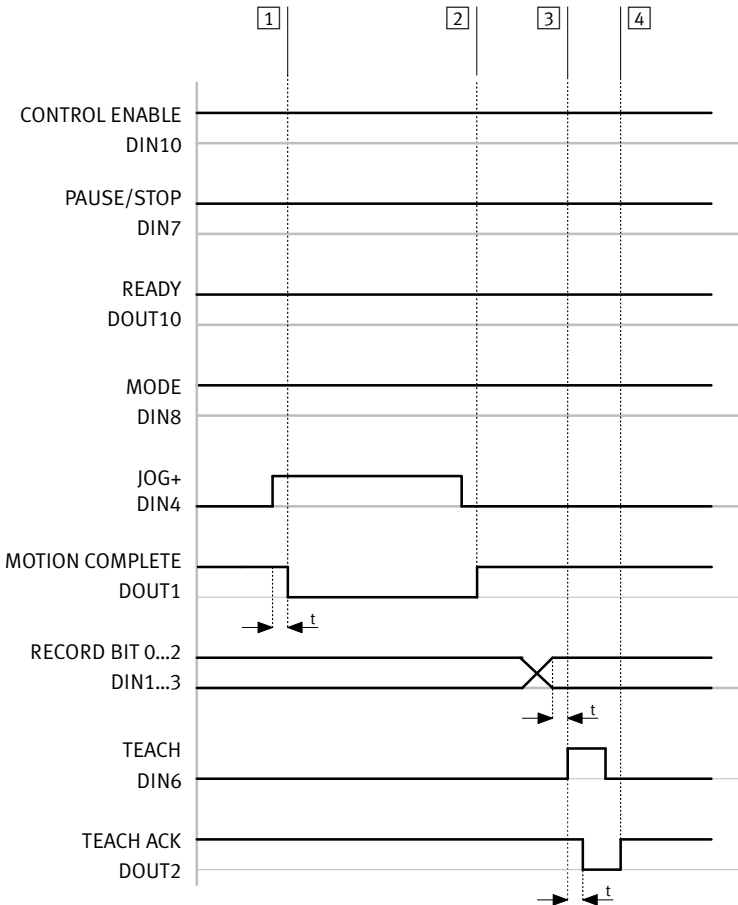 1 2 3 4
CONTROL ENABLE
DIN10
PAUSE/STOP
DIN7
READY
DOUT10
MODE
DIN8
JOG+
DIN4
MOTION COMPLETE
DOUT1
t
RECORD BIT 0...2
DIN1...3
t
TEACH
DIN6
TEACH ACK
DOUT2
t